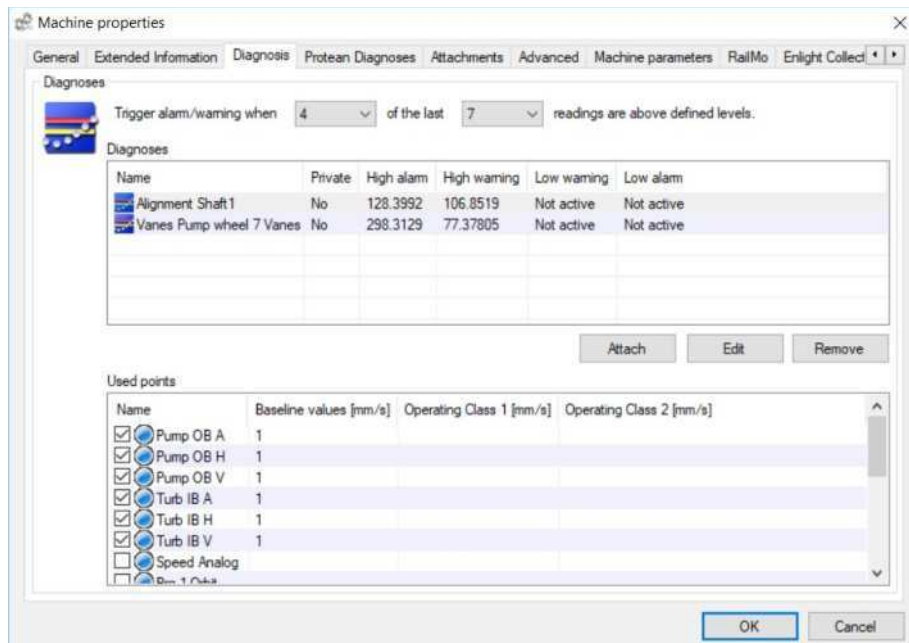 Machine properties
General Extended Information Diagnosis Protean Diagnoses Attachments Advanced Machine parameters RailMo Enlight Collect
Diagnoses
Trigger alarm/warning when 4 of the last 7 readings are above defined levels.
Diagnoses
Name Private High alarm High warning Low warning Low alarm
Alignment Shaft1 No 128.3992 106.8519 Not active Not active
Vanes Pump wheel 7 Vanes No 298.3129 77.37805 Not active Not active
Attach Edit Remove
Used points
Name Baseline values [mm/s] Operating Class 1 [mm/s] Operating Class 2 [mm/s]
Pump OB A 1
Pump OB H 1
Pump OB V 1
Turb IB A 1
Turb IB H 1
Turb IB V 1
Speed Analog
1 Orbit
OK Cancel